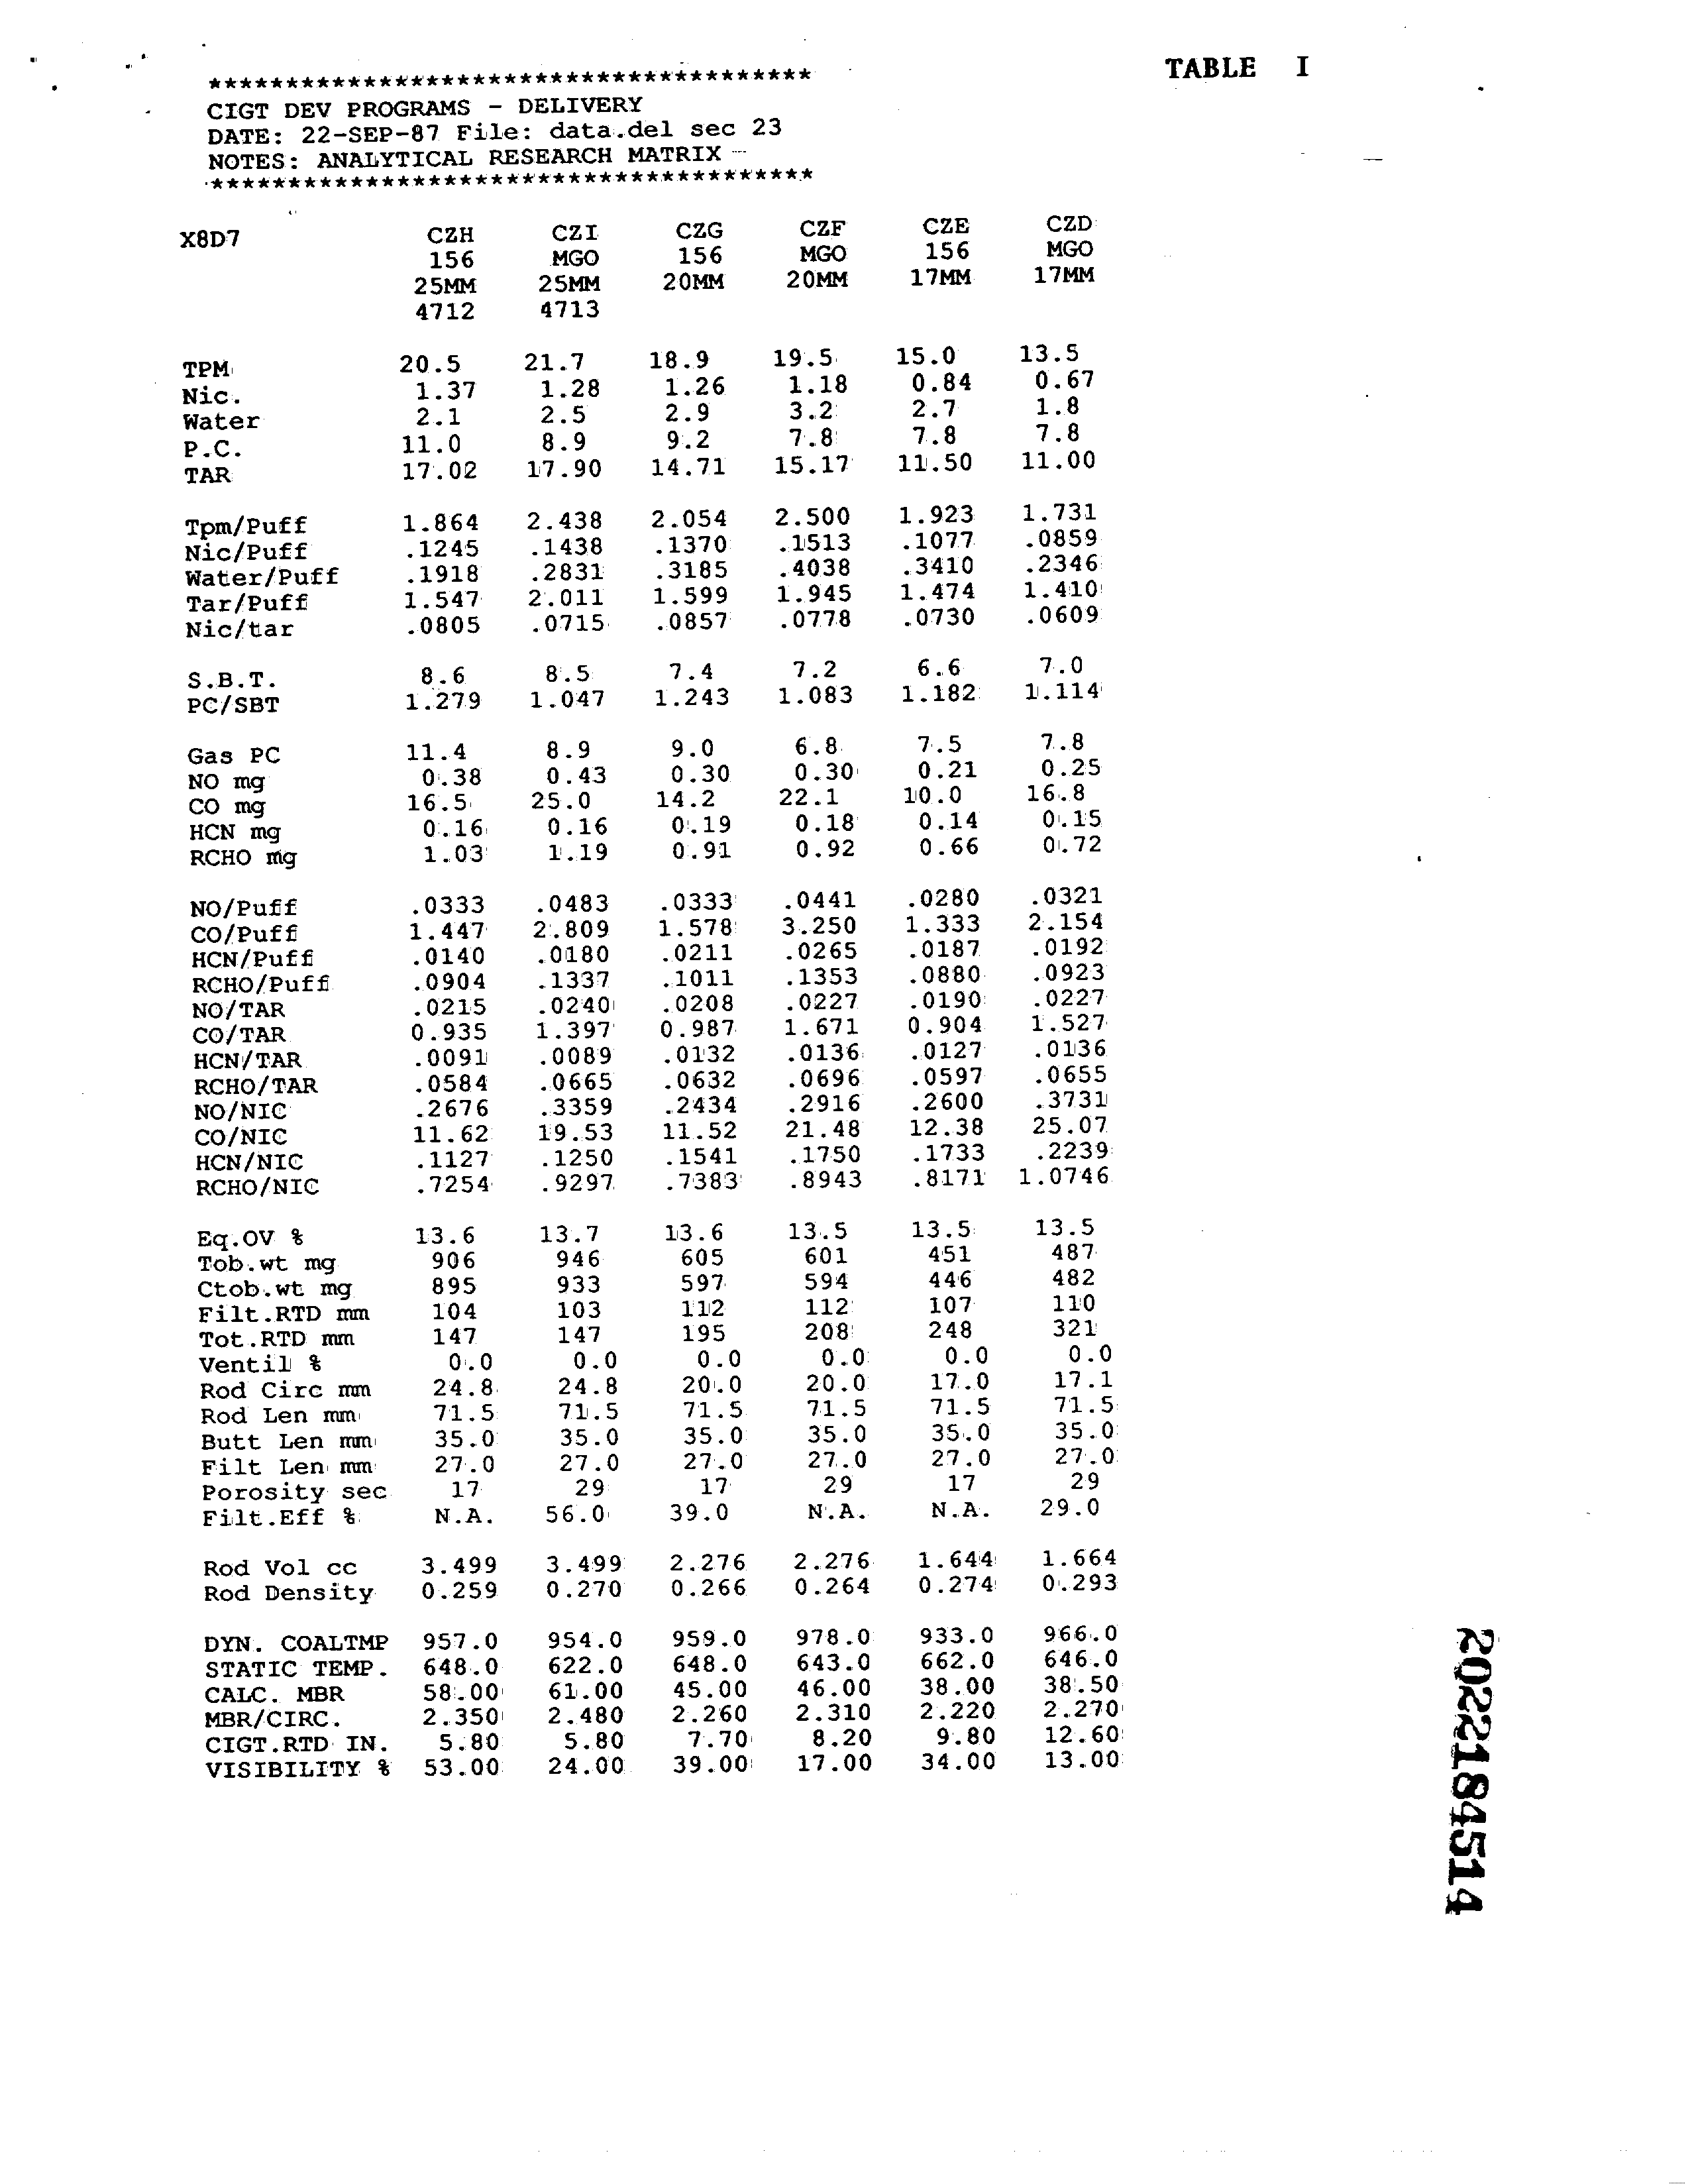 TABLE I
***************************************
CIGT DEV PROGRAMS - DELIVERY
DATE: 22-SEP-87 File: data.del sec 23
NOTES: ANALYTICAL RESEARCH MATRIX
***************************************
X8D7 CZH CZI CZG CZF CZE CZD
156 MGO 156 MGO 156 MGO
25MM 25MM 20MM 20MM 17MM 17MM
4712 4713
TPM 20.5 21.7 18.9 19.5 15.0 13.5
Nic. 1.37 1.28 1.26 1.18 0.84 0.67
Water 2.1 2.5 2.9 3.2 2.7 1.8
P.C. 11.0 8.9 9.2 7.8 7.8 7.8
TAR 17.02 17.90 14.71 15.17 11.50 11.00
Tpm/Puff 1.864 2.438 2.054 2.500 1.923 1.731
Nic/Puff .1245 .1438 .1370 .1513 .1077 .0859
Water/Puff .1918 .2831 .3185 .4038 .3410 .2346
Tar/Puff 1.547 2.011 1.599 1.945 1.474 1.410
Nic/tar .0805 .0715 .0857 .0778 .0730 .0609
S.B.T. 8.6 8.5 7.4 7.2 6.6 7.0
PC/SBT 1.279 1.047 1.243 1.083 1.182 1.114
Gas PC 11.4 8.9 9.0 6.8 7.5 7.8
NO mg 0.38 0.43 0.30 0.30 0.21 0.25
CO mg 16.5 25.0 14.2 22.1 10.0 16.8
HCN mg 0.16 0.16 0.19 0.18 0.14 0.15
RCHO mg 1.03 1.19 0.91 0.92 0.66 0.72
NO/Puff .0333 .0483 .0333 .0441 .0280 .0321
CO/Puff 1.447 2.809 1.578 3.250 1.333 2.154
HCN/Puff .0140 .0180 .0211 .0265 .0187 .0192
RCHO/Puff .0904 .1337 .1011 .1353 .0880 .0923
NO/TAR .0215 .0240 .0208 .0227 .0190 .0227
CO/TAR 0.935 1.397 0.987 1.671 0.904 1.527
HCN/TAR .0091 .0089 .0132 .0136 .0127 .0136
RCHO/TAR .0584 .0665 .0632 .0696 .0597 .0655
NO/NIC .2676 .3359 .2434 .2916 .2600 .3731
CO/NIC 11.62 19.53 11.52 21.48 12.38 25.07
HCN/NIC .1127 .1250 .1541 .1750 .1733 .2239
RCHO/NIC .7254 .9297 .7383 .8943 .8171 1.0746
Eq.OV % 13.6 13.7 13.6 13.5 13.5 13.5
Tob.wt mg 906 946 605 601 451 487
Ctob.wt mg 895 933 597 594 446 482
Filt.RTD mm 104 103 112 112 107 110
Tot.RTD mm 147 147 195 208 248 321
Ventil % 0.0 0.0 0.0 0.0 0.0 0.0
Rod Circ mm 24.8 24.8 20.0 20.0 17.0 17.1
Rod Len mm 71.5 71.5 71.5 71.5 71.5 71.5
Butt Len mm 35.0 35.0 35.0 35.0 35.0 35.0
Filt Len mm 27.0 27.0 27.0 27.0 27.0 27.0
Porosity sec 17 29 17 29 17 29
Filt.Eff % N.A. 56.0 39.0 N.A. N.A. 29.0
Rod Vol cc 3.499 3.499 2.276 2.276 1.644 1.664
Rod Density 0.259 0.270 0.266 0.264 0.274 0.293
DYN. COALTMP 957.0 954.0 959.0 978.0 933.0 966.0
STATIC TEMP. 648.0 622.0 648.0 643.0 662.0 646.0
CALC. MBR 58.00 61.00 45.00 46.00 38.00 38.50
MBR/CIRC. 2.350 2.480 2.260 2.310 2.220 2.270
CIGT.RTD IN. 5.80 5.80 7.70 8.20 9.80 12.60
VISIBILITY % 53.00 24.00 39.00 17.00 34.00 13.00
2022184514